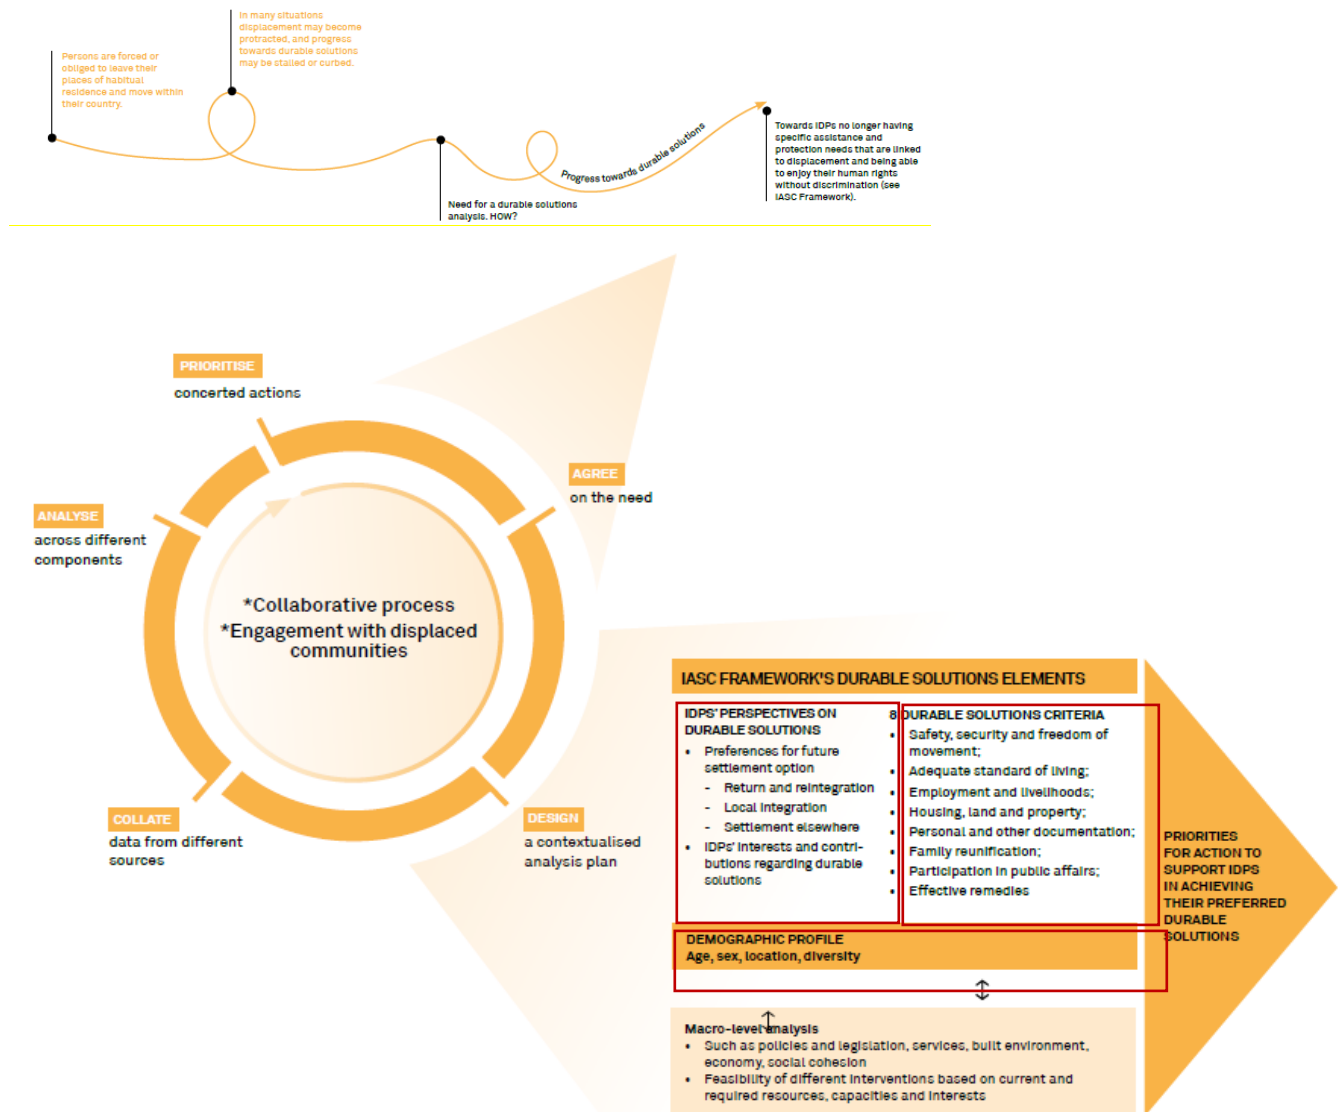 In many situations
displacement may become
protracted, and progress
towards durable solutions
may be stalled or curbed.
Persons are forced or
obliged to leave their
places of habitual
residence and move within
their country.
Progress towards durable solutions
Towards IDPs no longer having
specific assistance and
protection needs that are linked
to displacement and being able
to enjoy their human rights
without discrimination (see
IASC Framework).
Need for a durable solutions
analysis. HOW?
PRIORITISE
concerted actions
AGREE
on the need
ANALYSE
across different
components
*Collaborative process
*Engagement with displaced
communities
COLLATE
data from different
sources
DESIGN
a contextualised
analysis plan
IASC FRAMEWORK'S DURABLE SOLUTIONS ELEMENTS
IDPS' PERSPECTIVES ON
DURABLE SOLUTIONS
• Preferences for future
settlement option
- Return and reintegration
- Local integration
- Settlement elsewhere
• IDPs' interests and contri-
butions regarding durable
solutions
8 DURABLE SOLUTIONS CRITERIA
• Safety, security and freedom of
movement;
• Adequate standard of living;
• Employment and livelihoods;
• Housing, land and property;
• Personal and other documentation;
• Family reunification;
• Participation in public affairs;
• Effective remedies
DEMOGRAPHIC PROFILE
Age, sex, location, diversity
Macro-level analysis
• Such as policies and legislation, services, built environment,
economy, social cohesion
• Feasibility of different interventions based on current and
required resources, capacities and interests
PRIORITIES
FOR ACTION TO
SUPPORT IDPS
IN ACHIEVING
THEIR PREFERRED
DURABLE
SOLUTIONS